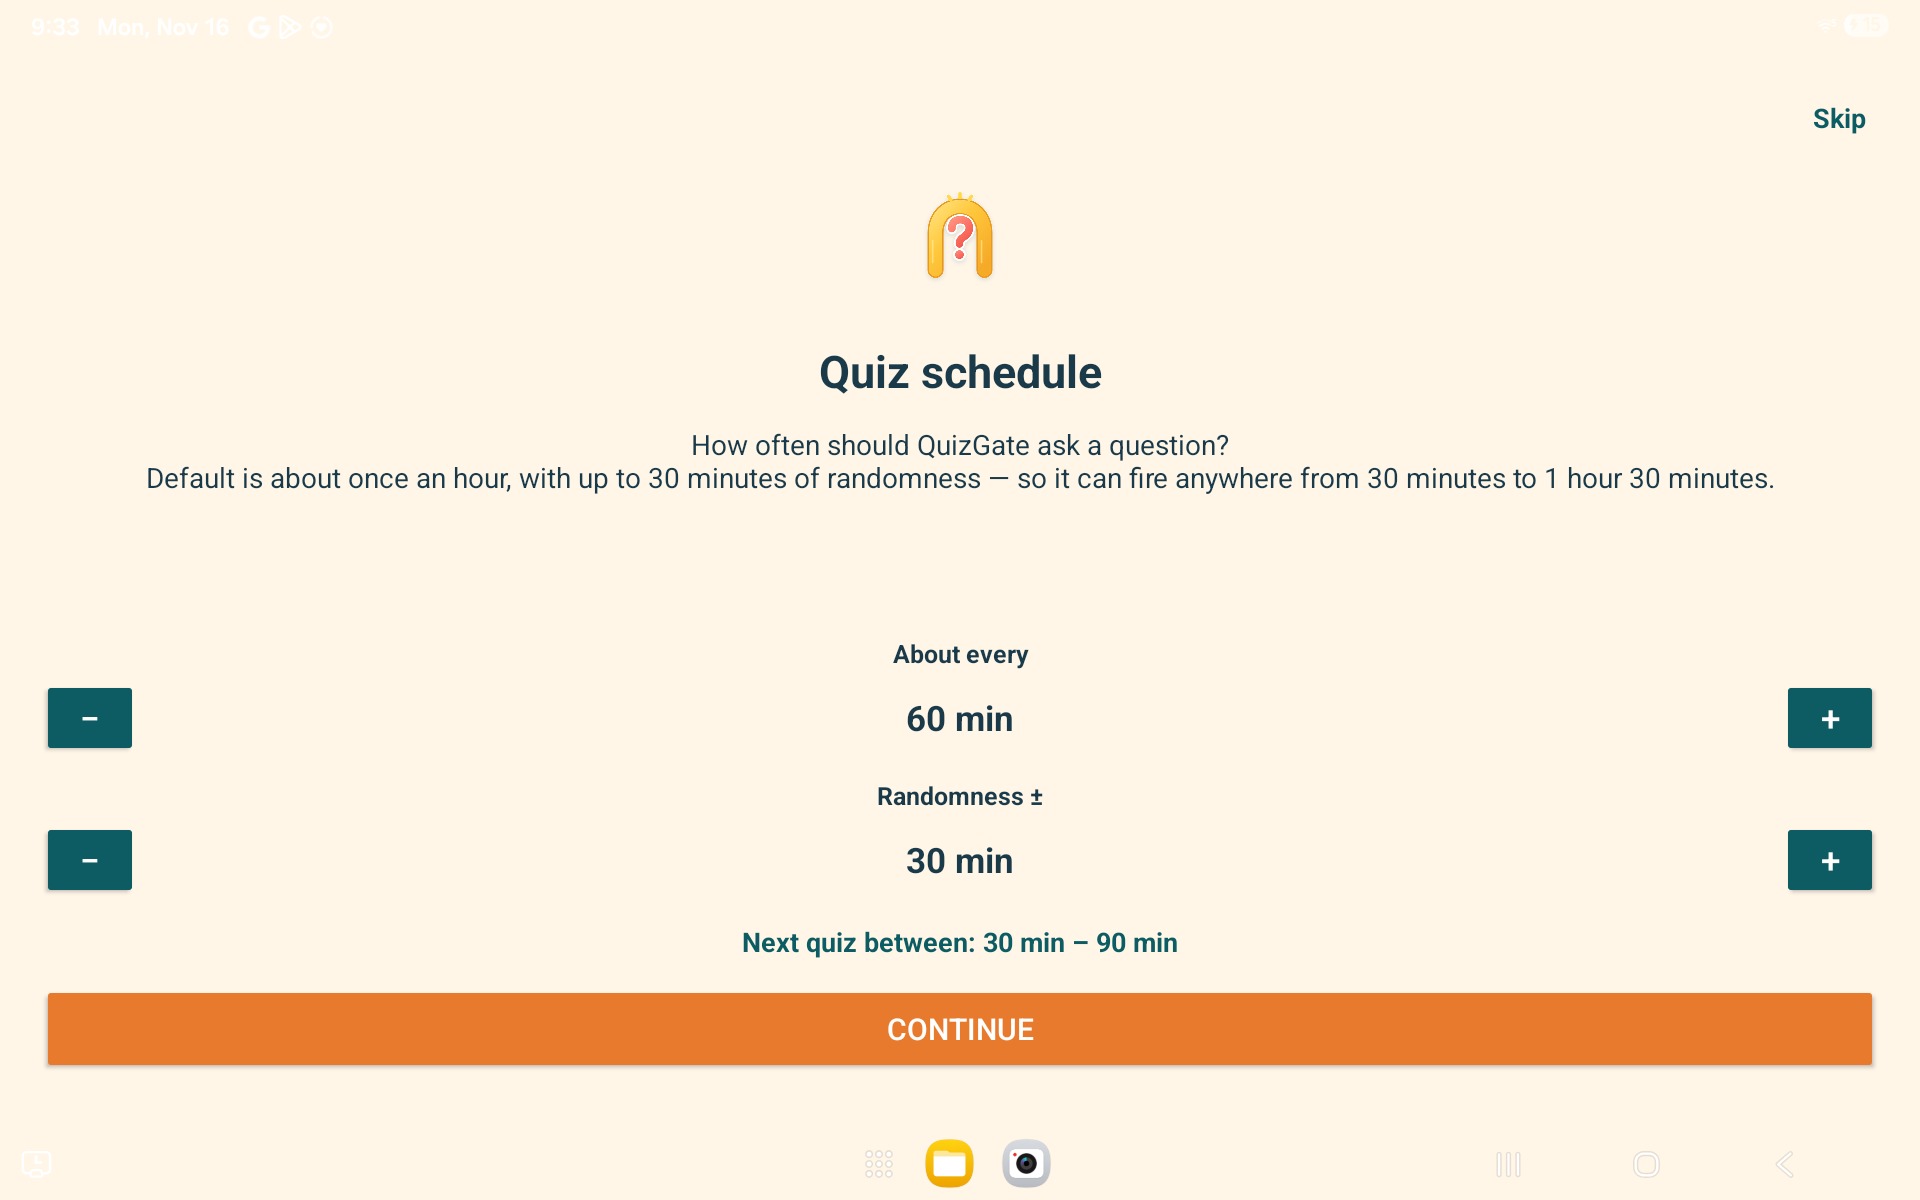 9:33 Mon, Nov 16
Skip
?
Quiz schedule
How often should QuizGate ask a question?
Default is about once an hour, with up to 30 minutes of randomness — so it can fire anywhere from 30 minutes to 1 hour 30 minutes.
About every
− 60 min +
Randomness ±
− 30 min +
Next quiz between: 30 min – 90 min
CONTINUE